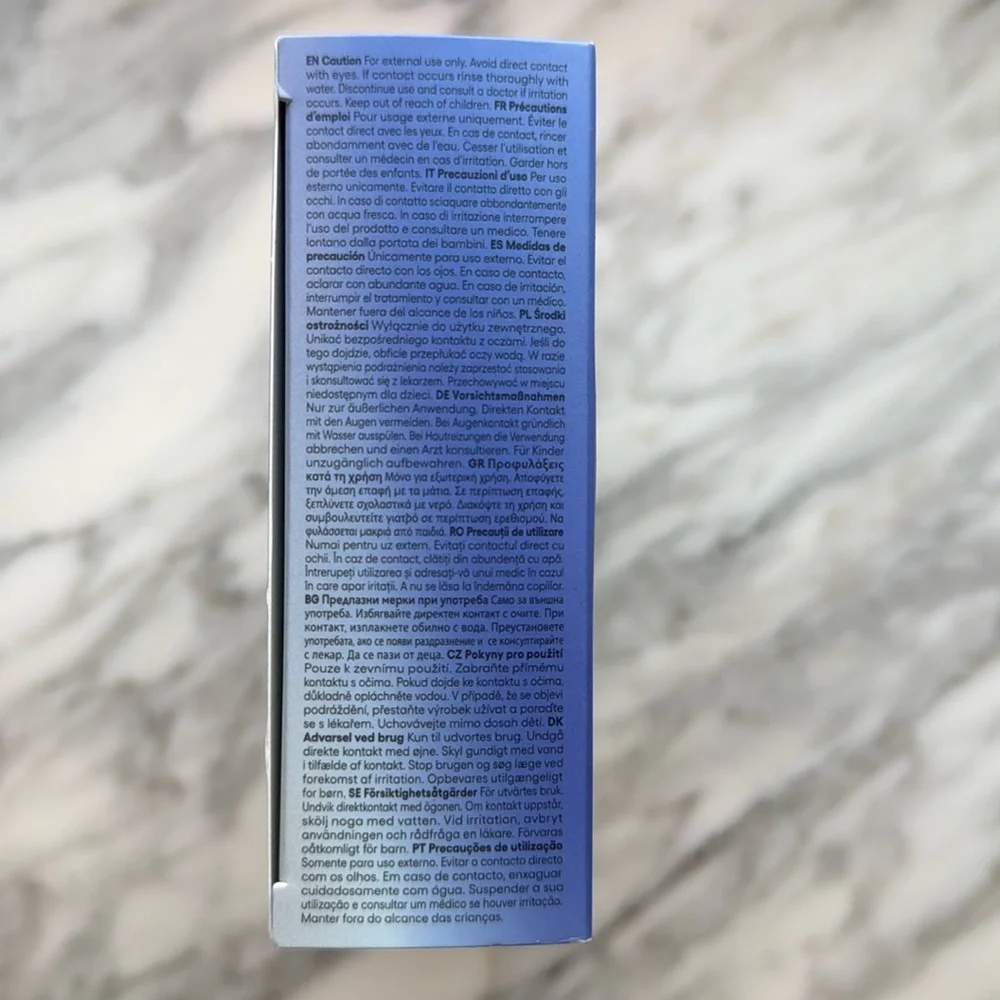 EN Caution For external use only. Avoid direct contact
with eyes. If contact occurs rinse thoroughly with
water. Discontinue use and consult a doctor if irritation
occurs. Keep out of reach of children. FR Précautions
d'emploi Pour usage externe uniquement. Éviter le
contact direct avec les yeux. En cas de contact, rincer
abondamment avec de l'eau. Cesser l'utilisation et
consulter un médecin en cas d'irritation. Garder hors
de portée des enfants. IT Precauzioni d'uso Per uso
esterno unicamente. Evitare il contatto diretto con gli
occhi. In caso di contatto sciaquare abbondantemente
con acqua fresca. In caso di irritazione interrompere
l'uso del prodotto e consultare un medico. Tenere
lontano dalla portata dei bambini. ES Medidas de
precaución Únicamente para uso externo. Evitar el
contacto directo con los ojos. En caso de contacto,
aclarar con abundante agua. En caso de irritación,
interrumpir el tratamiento y consultar con un médico.
Mantener fuera del alcance de los niños. PL Środki
ostrożności Wyłącznie do użytku zewnętrznego.
Unikać bezpośredniego kontaktu z oczami. Jeśli do
tego dojdzie, obficie przepłukać oczy wodą. W razie
wystąpienia podrażnienia należy zaprzestać stosowania
i skonsultować się z lekarzem. Przechowywać w miejscu
niedostępnym dla dzieci. DE Vorsichtsmaßnahmen
Nur zur äußerlichen Anwendung. Direkten Kontakt
mit den Augen vermeiden. Bei Augenkontakt gründlich
mit Wasser ausspülen. Bei Hautreizungen die Verwendung
abbrechen und einen Arzt konsultieren. Für Kinder
unzugänglich aufbewahren. GR Προφυλάξεις
κατά τη χρήση Μόνο για εξωτερική χρήση. Αποφύγετε
την άμεση επαφή με τα μάτια. Σε περίπτωση επαφής,
ξεπλύνετε σχολαστικά με νερό. Διακόψτε τη χρήση και
συμβουλευτείτε γιατρό σε περίπτωση ερεθισμού. Να
φυλάσσεται μακριά από παιδιά. RO Precauții de utilizare
Numai pentru uz extern. Evitați contactul direct cu
ochii. În caz de contact, clătiți din abundență cu apă.
Întrerupeți utilizarea și adresați-vă unui medic în cazul
în care apar iritații. A nu se lăsa la îndemâna copiilor.
BG Предпазни мерки при употреба Само за външна
употреба. Избягвайте директен контакт с очите. При
контакт, изплакнете обилно с вода. Преустановете
употребата, ако се появи раздразнение и се консултирайте
с лекар. Да се пази от деца. CZ Pokyny pro použití
Pouze k zevnímu použití. Zabraňte přímému
kontaktu s očima. Pokud dojde ke kontaktu s očima,
důkladně opláchněte vodou. V případě, že se objeví
podráždění, přestaňte výrobek užívat a poraďte
se s lékařem. Uchovávejte mimo dosah dětí. DK
Advarsel ved brug Kun til udvortes brug. Undgå
direkte kontakt med øjne. Skyl gundigt med vand
i tilfælde af kontakt. Stop brugen og søg læge ved
forekomst af irritation. Opbevares utilgængeligt
for børn. SE Försiktighetsåtgärder För utvärtes bruk.
Undvik direktkontakt med ögonen. Om kontakt uppstår,
skölj noga med vatten. Vid irritation, avbryt
användningen och rådfråga en läkare. Förvaras
oåtkomligt för barn. PT Precauções de utilização
Somente para uso externo. Evitar o contacto directo
com os olhos. Em caso de contacto, enxaguar
cuidadosamente com água. Suspender a sua
utilização e consultar um médico se houver irritação.
Manter fora do alcance das crianças.